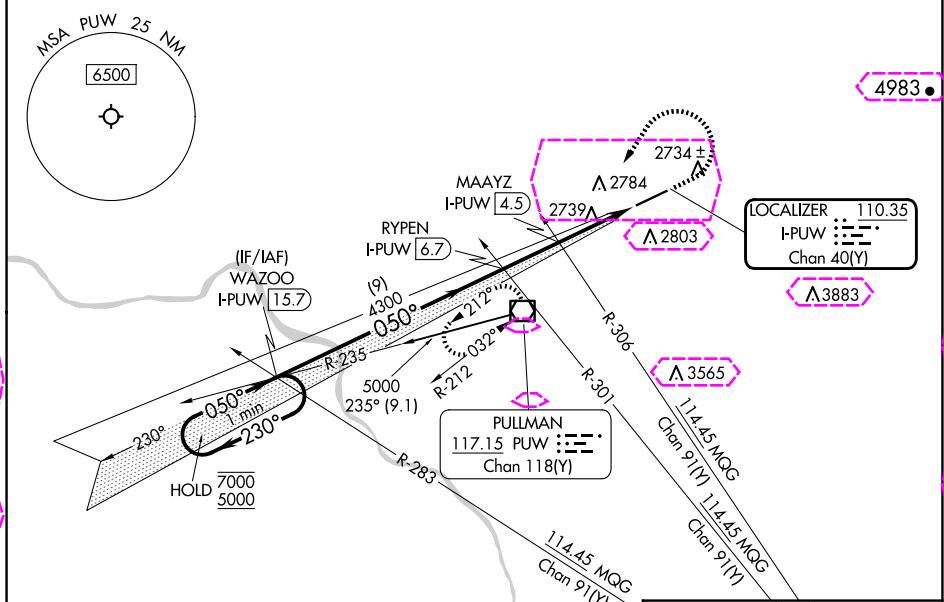 MSA PUW 25 NM
6500
4983
2734 ±
2784
2739
2803
MAAYZ
I-PUW 4.5
RYPEN
I-PUW 6.7
LOCALIZER 110.35
I-PUW
Chan 40(Y)
3883
(IF/IAF)
WAZOO
I-PUW 15.7
(9)
4300
050°
212°
032°
R-212
R-235
5000
235° (9.1)
R-306
R-301
3565
050°
1 min
230°
230°
HOLD 7000
5000
PULLMAN
117.15 PUW
Chan 118(Y)
R-283
114.45 MQG
Chan 91(Y)
114.45 MQG
Chan 91(Y)
114.45 MQG
Chan 91(Y)